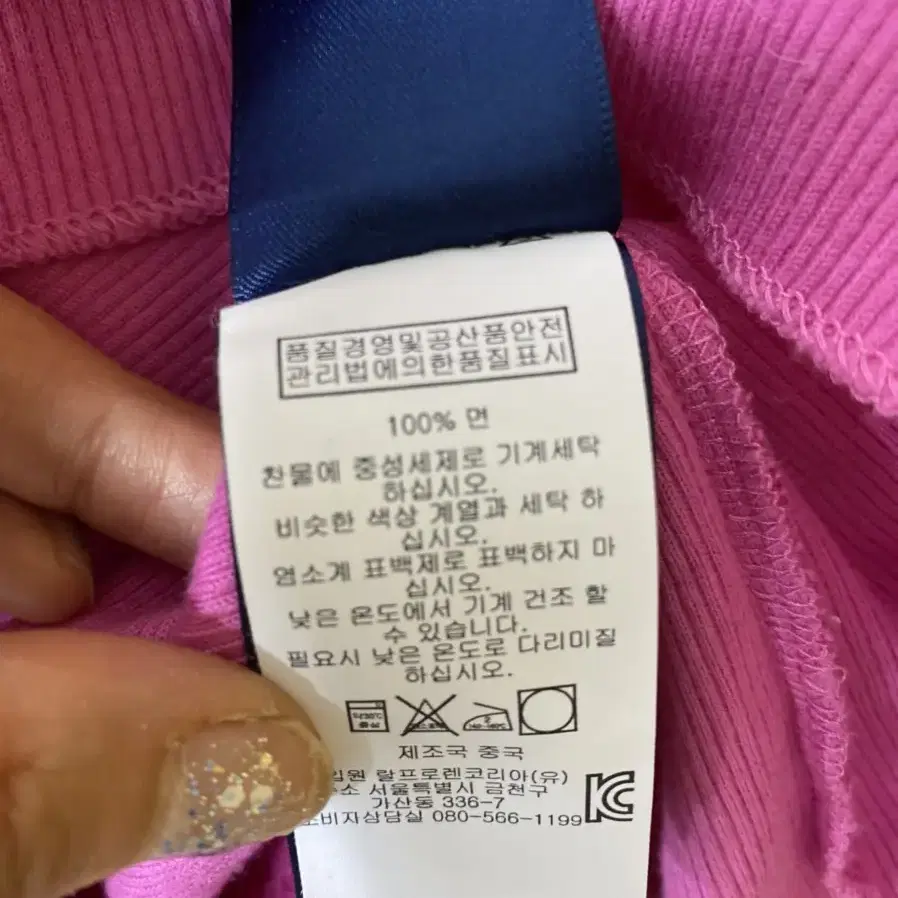 품질경영및공산품안전
관리법에의한품질표시
100% 면
찬물에 중성세제로 기계세탁
하십시오.
비슷한 색상 계열과 세탁 하
십시오.
염소계 표백제로 표백하지 마
십시오.
낮은 온도에서 기계 건조 할
수 있습니다.
필요시 낮은 온도로 다리미질
하십시오.
제조국 중국
랄프로렌코리아(유)
서울특별시 금천구
가산동 336-7
080-566-1199